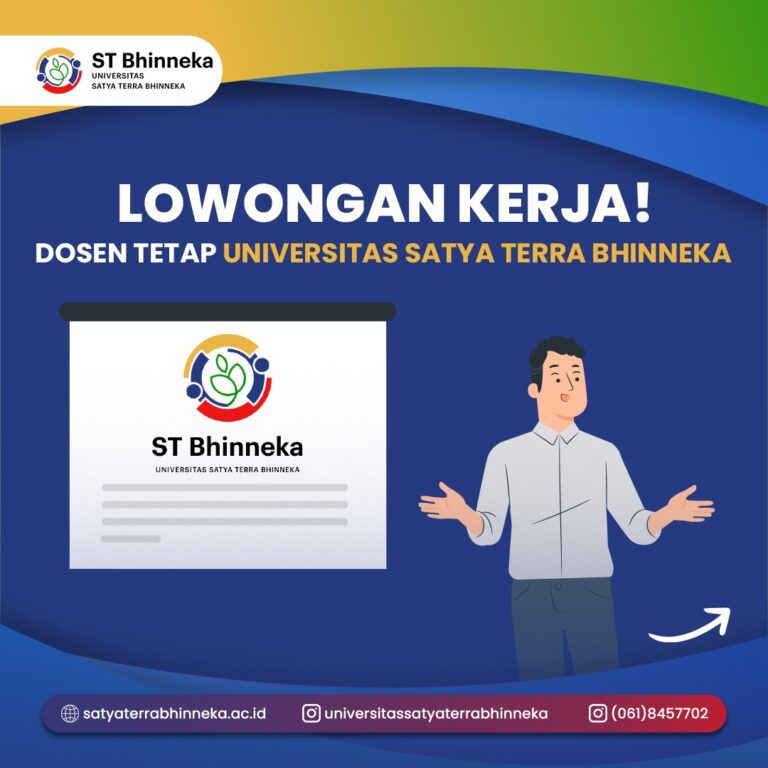 ST Bhinneka
UNIVERSITAS
SATYA TERRA BHINNEKA
LOWONGAN KERJA!
DOSEN TETAP UNIVERSITAS SATYA TERRA BHINNEKA
ST Bhinneka
UNIVERSITAS SATYA TERRA BHINNEKA
satyaterrabhinneka.ac.id universitassatyaterrabhinneka (061)8457702